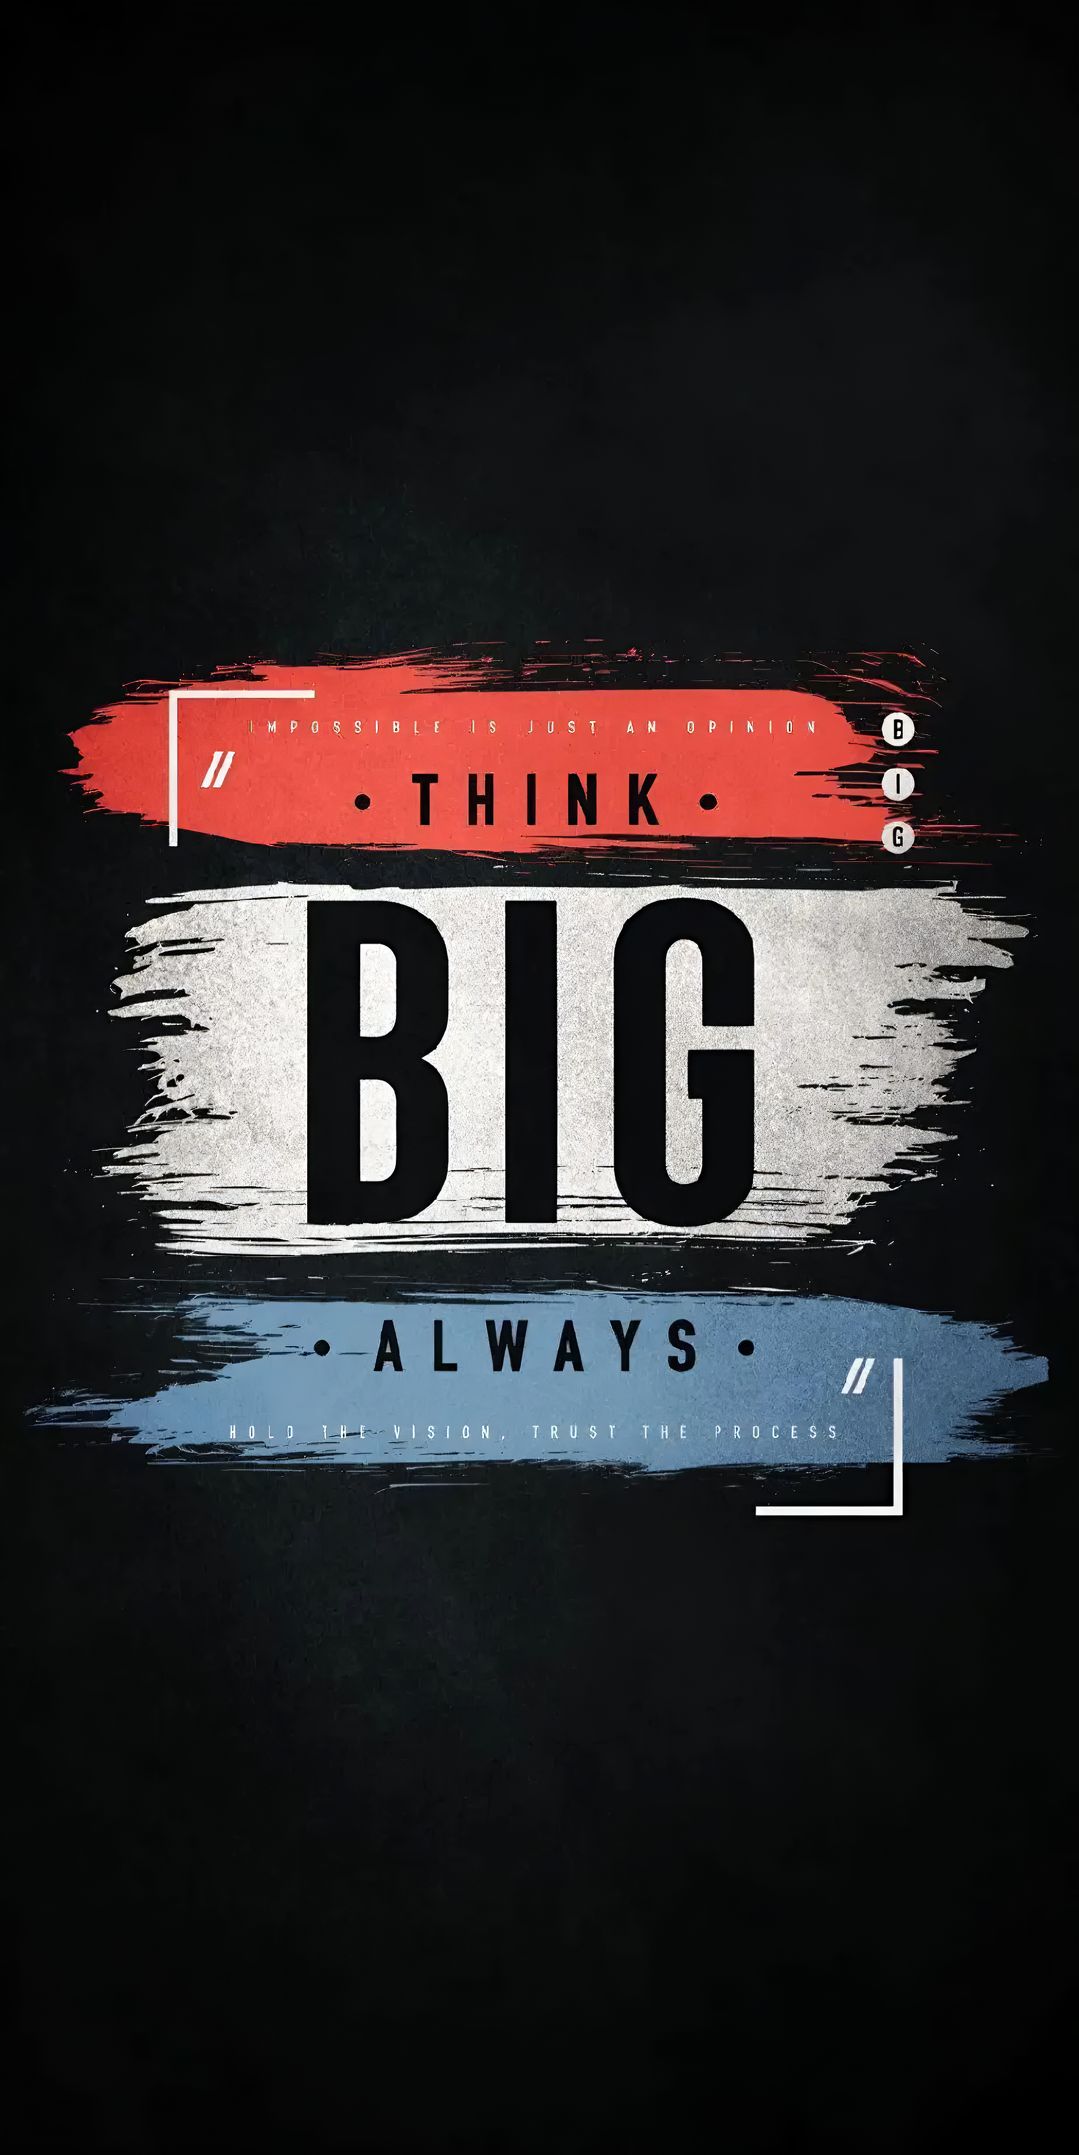 IMPOSSIBLE IS JUST AN OPINION
• THINK •
B
I
G
BIG
• ALWAYS •
HOLD THE VISION, TRUST THE PROCESS